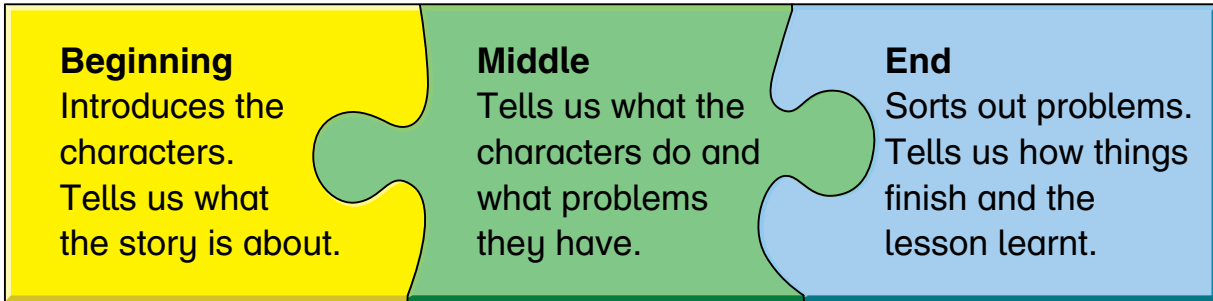 Beginning
Introduces the
characters.
Tells us what
the story is about.
Middle
Tells us what the
characters do and
what problems
they have.
End
Sorts out problems.
Tells us how things
finish and the
lesson learnt.